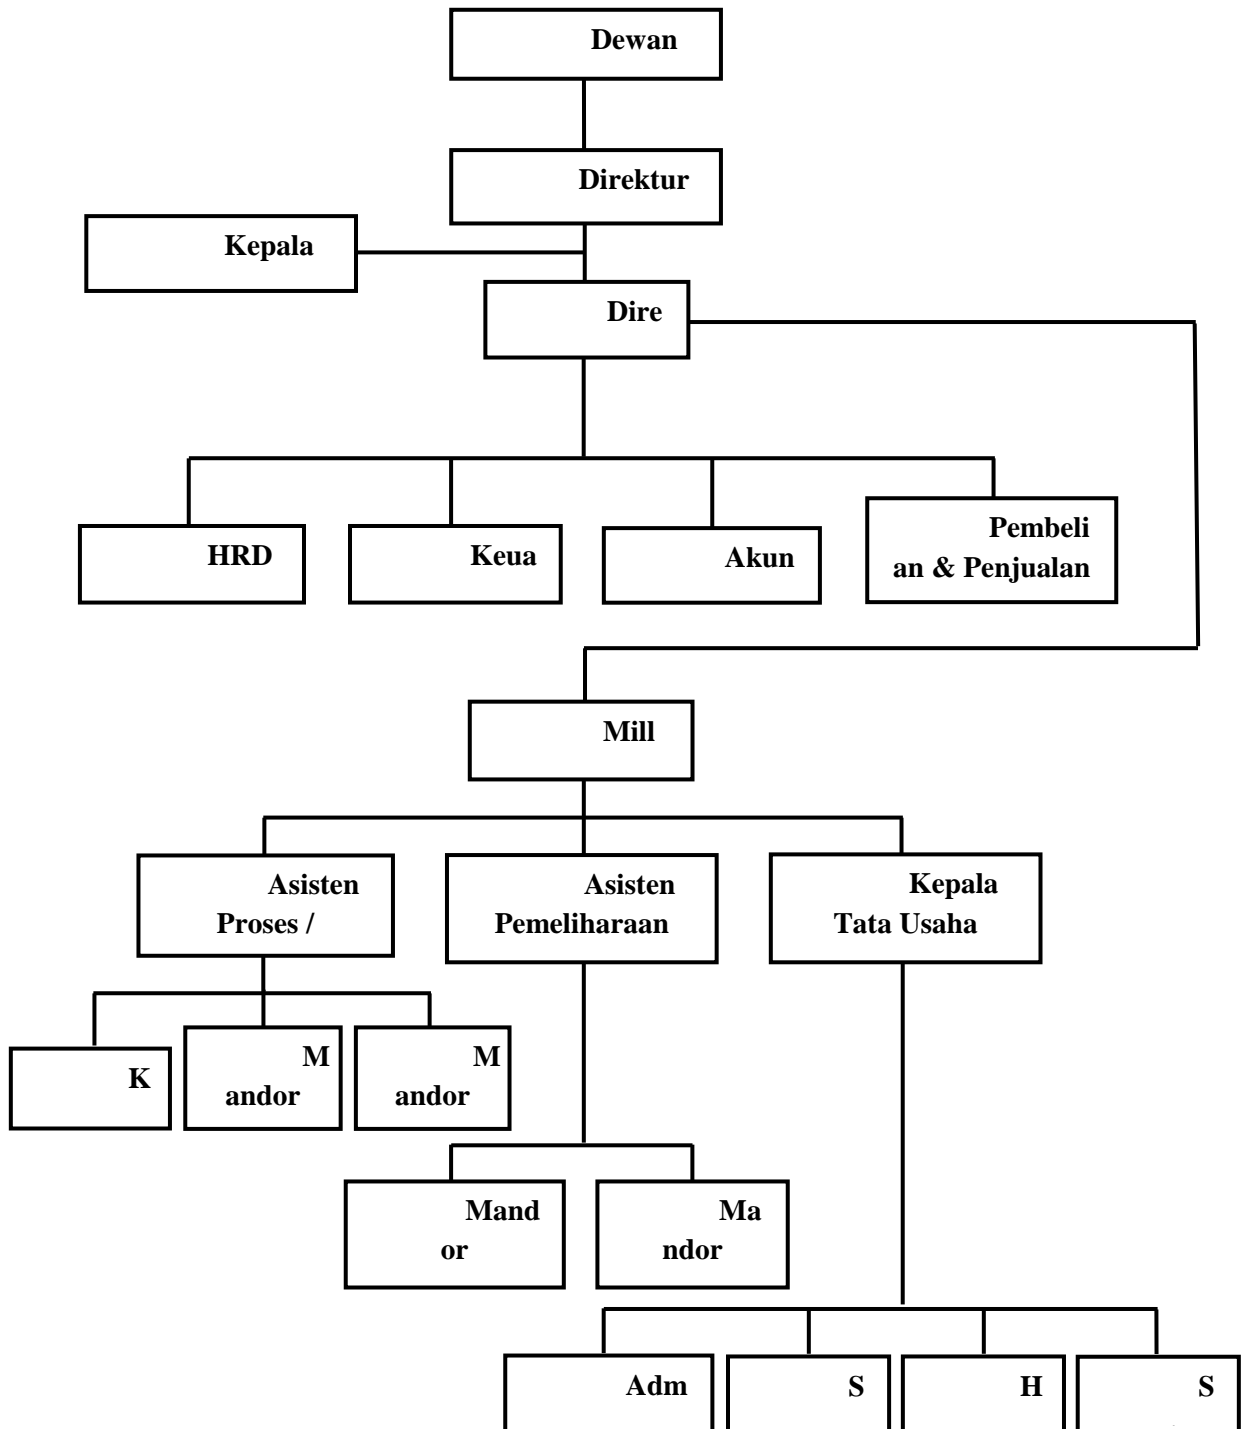 Dewan
Direktur
Kepala
Dire
HRD
Keua
Akun
Pembeli
an & Penjualan
Mill
Asisten
Proses /
Asisten
Pemeliharaan
Kepala
Tata Usaha
K
M
andor
M
andor
Mand
or
Ma
ndor
Adm
S
H
S